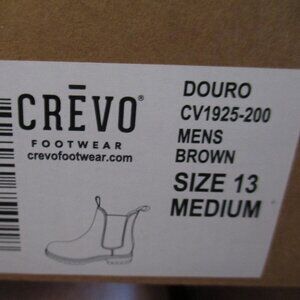 CRĒVO®
FOOTWEAR
crevofootwear.com
DOURO
CV1925-200
MENS
BROWN
SIZE 13
MEDIUM